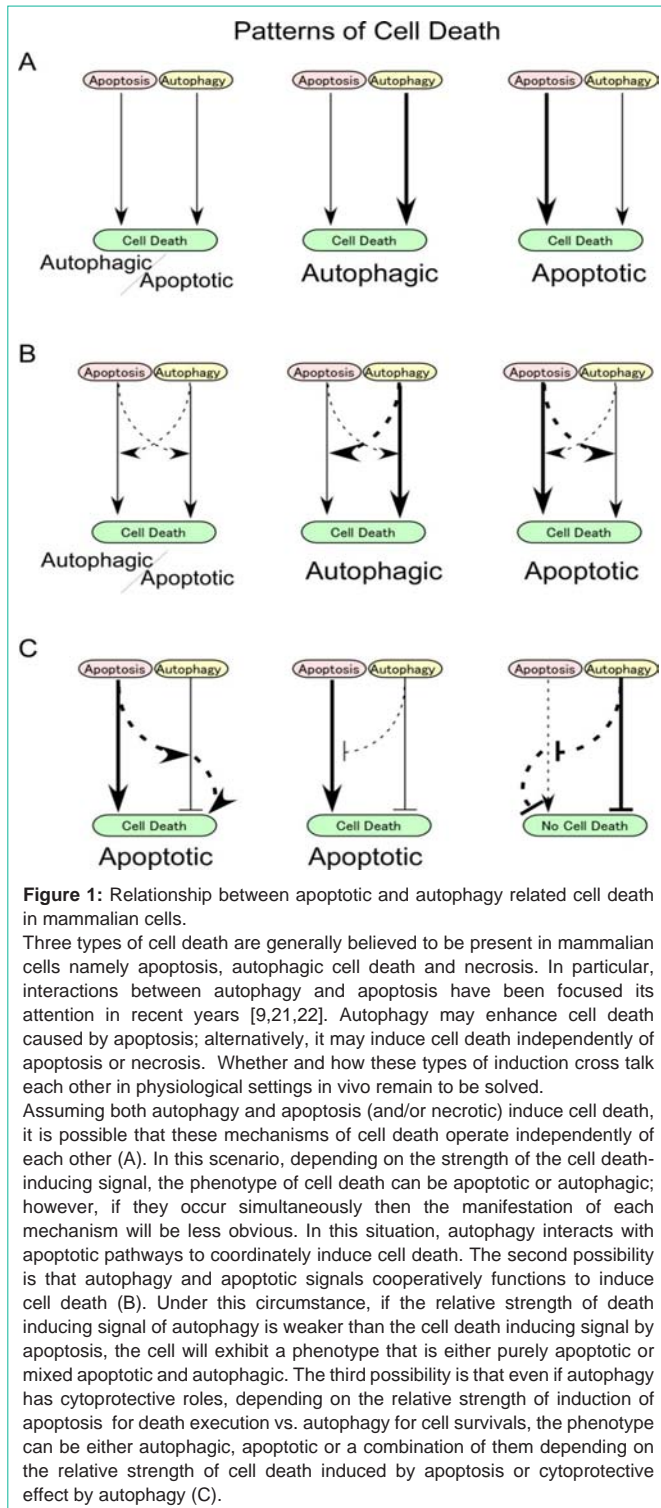 Patterns of Cell Death
A
Apoptosis Autophagy Apoptosis Autophagy Apoptosis Autophagy
Cell Death Cell Death Cell Death
Autophagic
Apoptotic
Autophagic
Apoptotic
B
Apoptosis Autophagy Apoptosis Autophagy Apoptosis Autophagy
Cell Death Cell Death Cell Death
Autophagic
Apoptotic
Autophagic
Apoptotic
C
Apoptosis Autophagy Apoptosis Autophagy Apoptosis Autophagy
Cell Death Cell Death No Cell Death
Apoptotic Apoptotic
Figure 1: Relationship between apoptotic and autophagy related cell death
in mammalian cells.
Three types of cell death are generally believed to be present in mammalian
cells namely apoptosis, autophagic cell death and necrosis. In particular,
interactions between autophagy and apoptosis have been focused its
attention in recent years [9,21,22]. Autophagy may enhance cell death
caused by apoptosis; alternatively, it may induce cell death independently of
apoptosis or necrosis. Whether and how these types of induction cross talk
each other in physiological settings in vivo remain to be solved.
Assuming both autophagy and apoptosis (and/or necrotic) induce cell death,
it is possible that these mechanisms of cell death operate independently of
each other (A). In this scenario, depending on the strength of the cell death-
inducing signal, the phenotype of cell death can be apoptotic or autophagic;
however, if they occur simultaneously then the manifestation of each
mechanism will be less obvious. In this situation, autophagy interacts with
apoptotic pathways to coordinately induce cell death. The second possibility
is that autophagy and apoptotic signals cooperatively functions to induce
cell death (B). Under this circumstance, if the relative strength of death
inducing signal of autophagy is weaker than the cell death inducing signal by
apoptosis, the cell will exhibit a phenotype that is either purely apoptotic or
mixed apoptotic and autophagic. The third possibility is that even if autophagy
has cytoprotective roles, depending on the relative strength of induction of
apoptosis for death execution vs. autophagy for cell survivals, the phenotype
can be either autophagic, apoptotic or a combination of them depending on
the relative strength of cell death induced by apoptosis or cytoprotective
effect by autophagy (C).